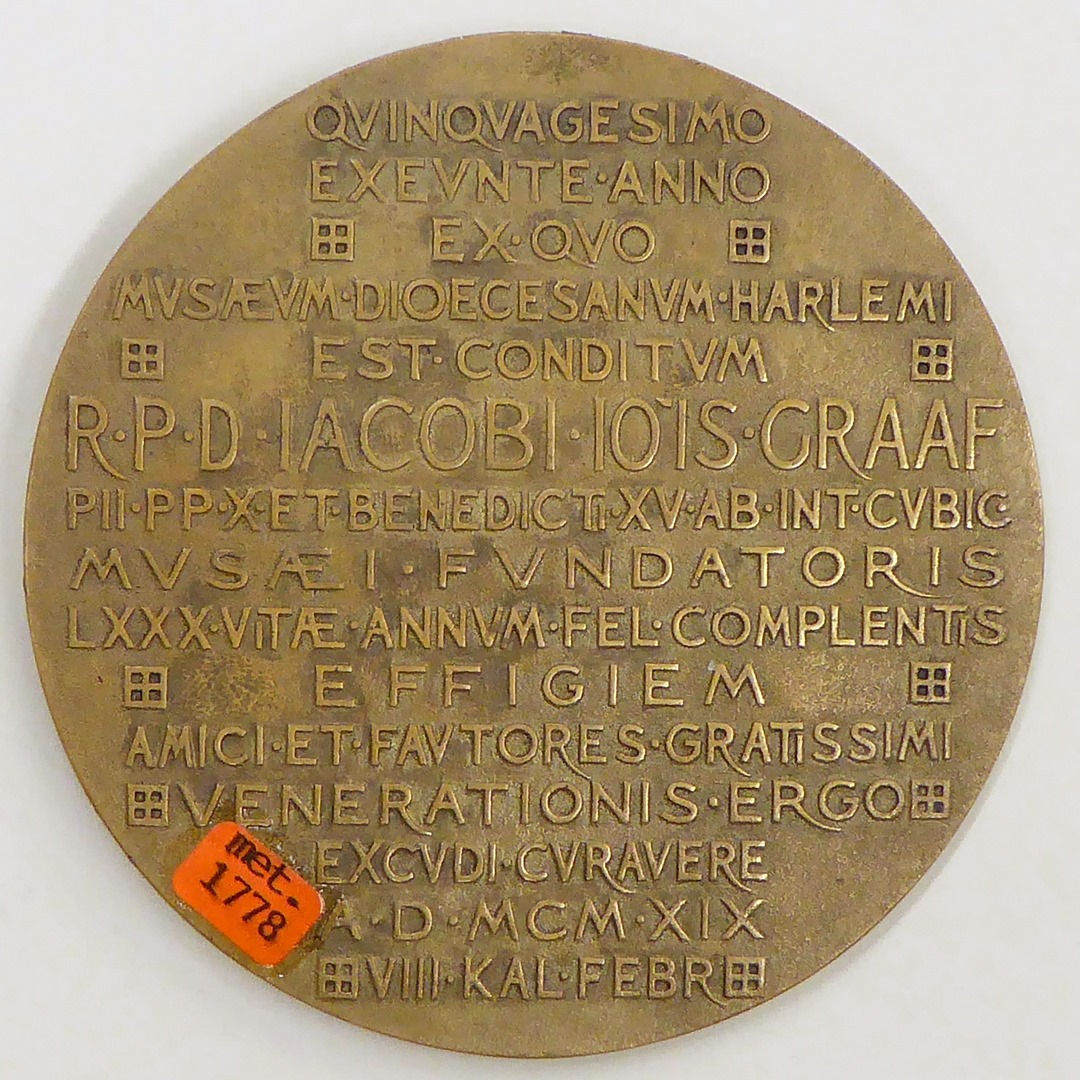 QVINQVAGESIMO
EXEVNTE·ANNO
EX·QVO
MVSÆVM·DIOECESANVM·HARLEMI
EST·CONDITVM
R·P·D·IACOBI·IO'IS·GRAAF
PII·PP·X·ET·BENEDICTI·XV·AB·INT·CVBIC·
MVSÆI·FVNDATORIS
LXXX·VITÆ·ANNVM·FEL·COMPLENTIS
EFFIGIEM
AMICI·ET·FAVTORES·GRATISSIMI
VENERATIONIS·ERGO
EXCVDI·CVRAVERE
A·D·MCM·XIX
VIII·KAL·FEBR
met.
1778